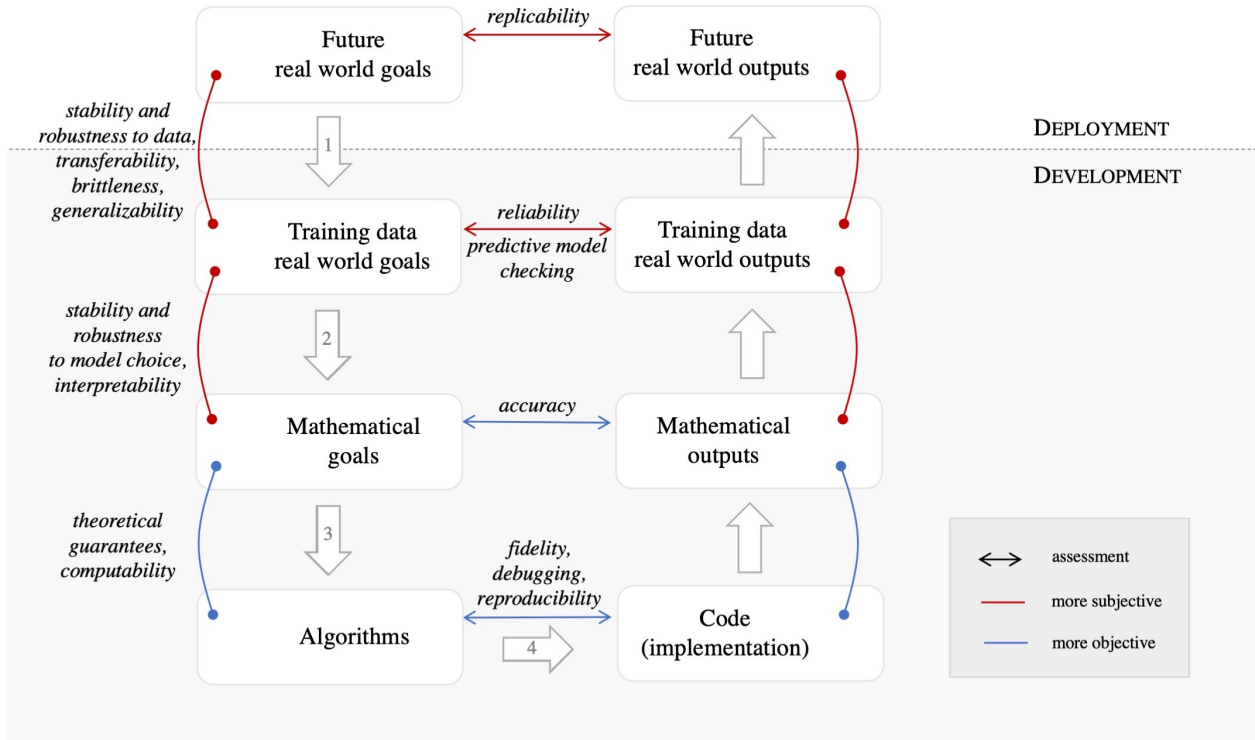 Future
real world goals
replicability
Future
real world outputs
stability and
robustness to data,
transferability,
brittleness,
generalizability
1
DEPLOYMENT
DEVELOPMENT
Training data
real world goals
reliability
predictive model
checking
Training data
real world outputs
stability and
robustness
to model choice,
interpretability
2
Mathematical
goals
accuracy
Mathematical
outputs
theoretical
guarantees,
computability
3
fidelity,
debugging,
reproducibility
Algorithms
4
Code
(implementation)
assessment
more subjective
more objective